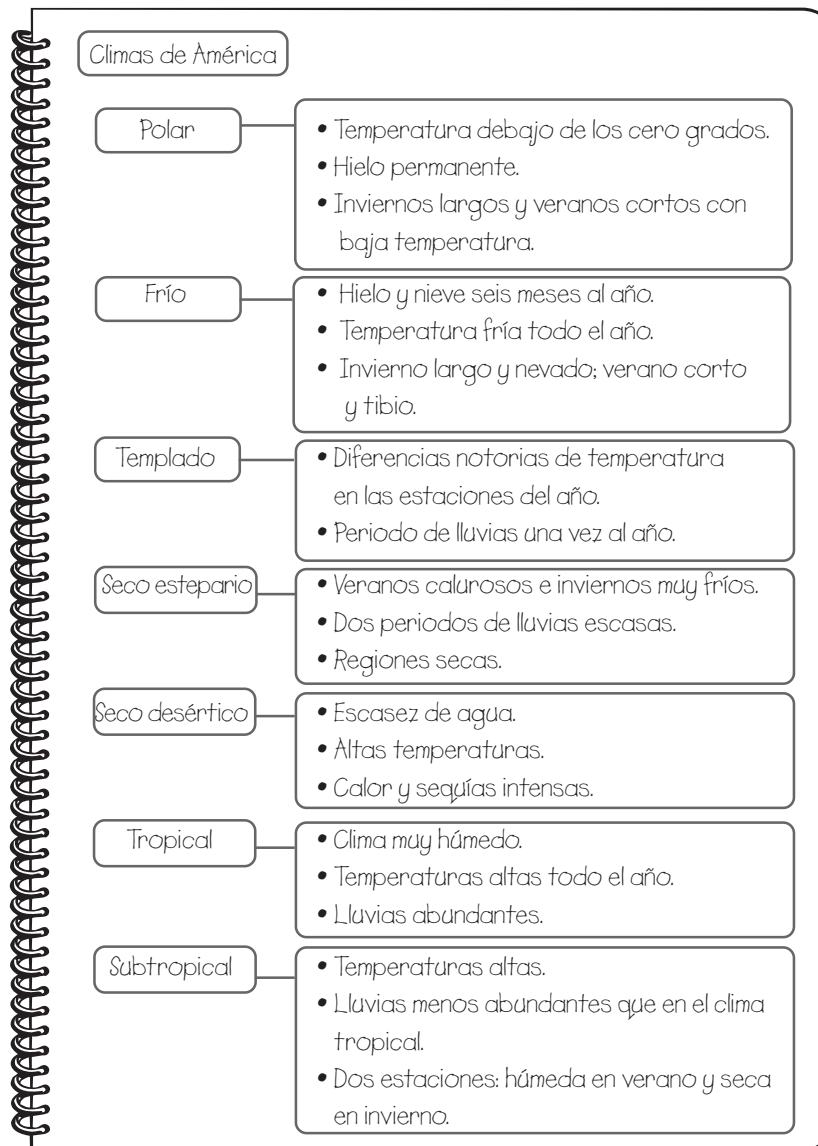 Climas de América
Polar
• Temperatura debajo de los cero grados.
• Hielo permanente.
• Inviernos largos y veranos cortos con
baja temperatura.
Frío
• Hielo y nieve seis meses al año.
• Temperatura fría todo el año.
• Invierno largo y nevado; verano corto
y tibio.
Templado
• Diferencias notorias de temperatura
en las estaciones del año.
• Periodo de lluvias una vez al año.
Seco estepario
• Veranos calurosos e inviernos muy fríos.
• Dos periodos de lluvias escasas.
• Regiones secas.
Seco desértico
• Escasez de agua.
• Altas temperaturas.
• Calor y sequías intensas.
Tropical
• Clima muy húmedo.
• Temperaturas altas todo el año.
• Lluvias abundantes.
Subtropical
• Temperaturas altas.
• Lluvias menos abundantes que en el clima
tropical.
• Dos estaciones: húmeda en verano y seca
en invierno.